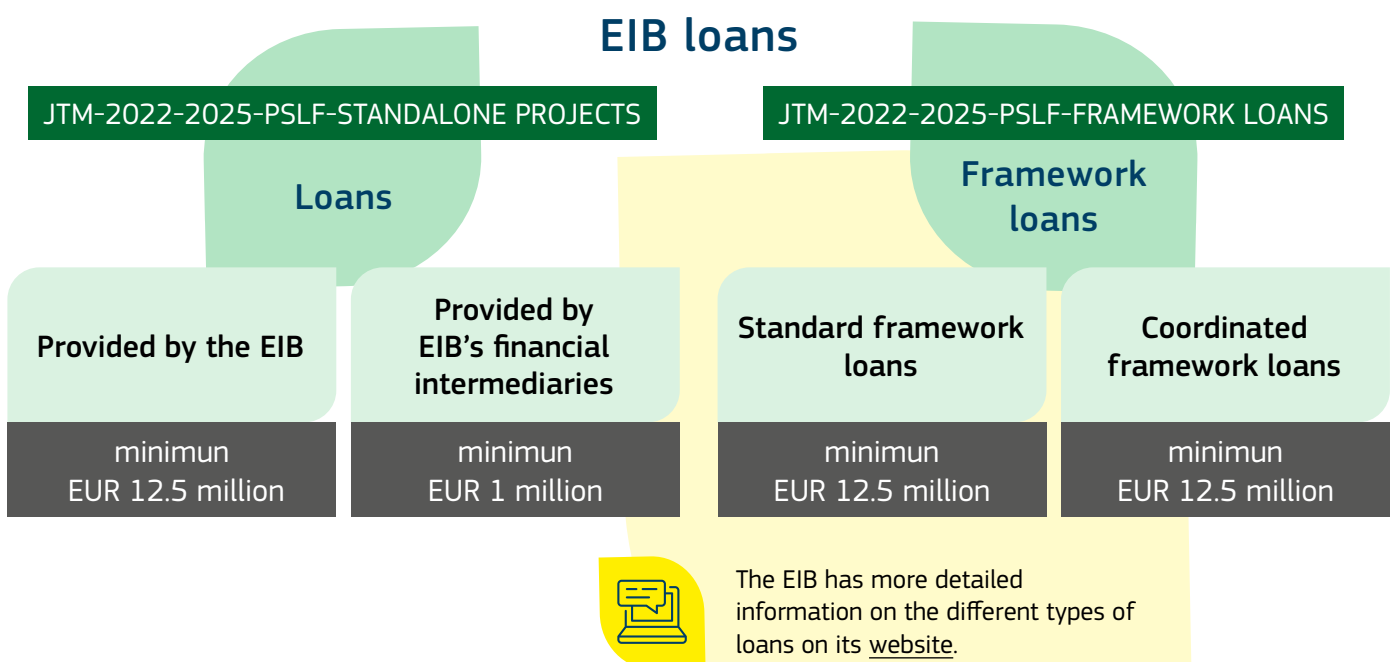 EIB loans
JTM-2022-2025-PSLF-STANDALONE PROJECTS
Loans
Provided by the EIB
minimun
EUR 12.5 million
Provided by
EIB's financial
intermediaries
minimun
EUR 1 million
JTM-2022-2025-PSLF-FRAMEWORK LOANS
Framework
loans
Standard framework
loans
minimun
EUR 12.5 million
Coordinated
framework loans
minimun
EUR 12.5 million
The EIB has more detailed
information on the different types of
loans on its website.